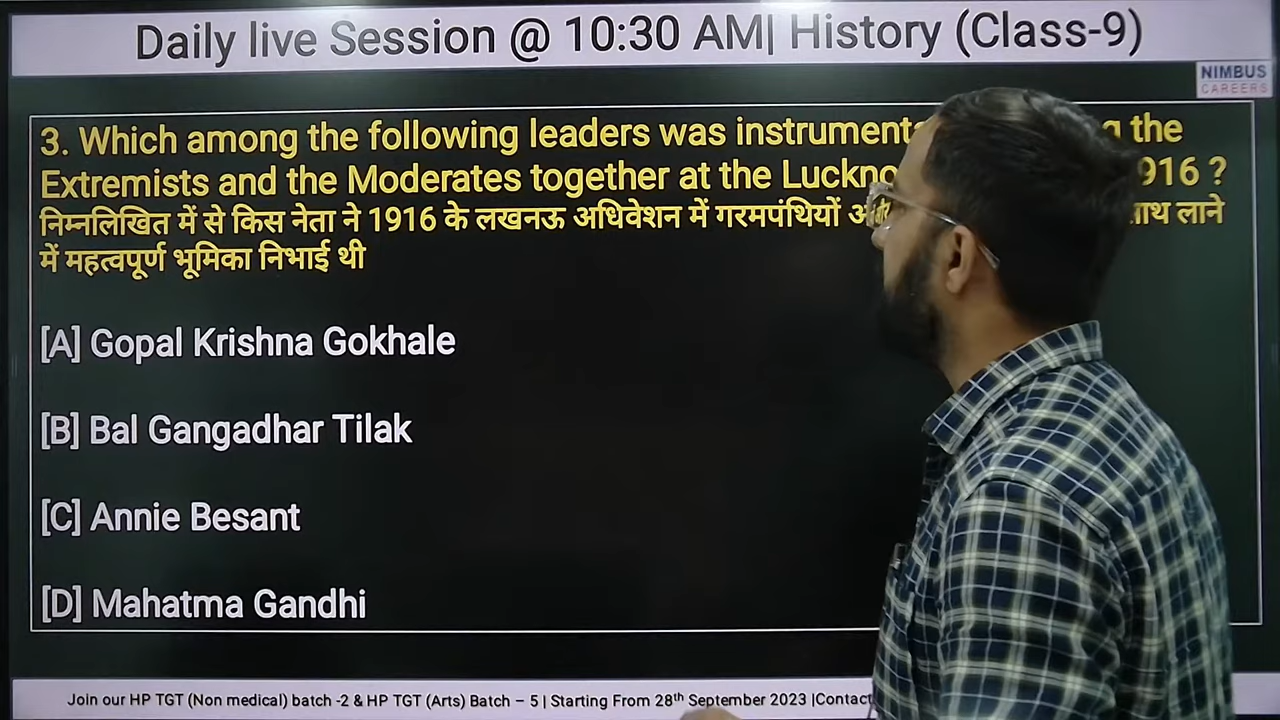 Daily live Session @ 10:30 AM| History (Class-9)
NIMBUS
CAREERS
3. Which among the following leaders was the
Extremists and the Moderates together at the 1916 ?
निम्नलिखित में से किस नेता ने 1916 के लखनऊ अधिवेशन में गरमपंथियों लाने
में महत्वपूर्ण भूमिका निभाई थी
[A] Gopal Krishna Gokhale
[B] Bal Gangadhar Tilak
[C] Annie Besant
[D] Mahatma Gandhi
Join our HP TGT (Non medical) batch -2 & HP TGT (Arts) Batch – 5 | Starting From 28th September 2023 |Contact